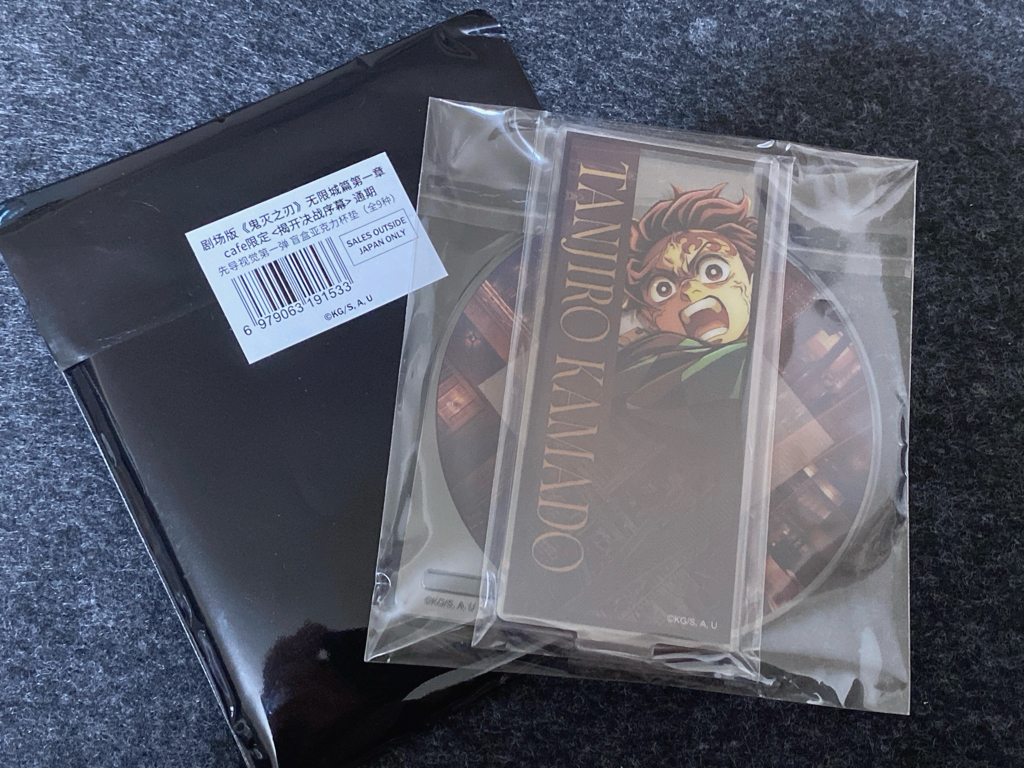 剧场版《鬼灭之刃》无限城篇第一章
cafe限定 <揭开决战序幕> 通期
先导视觉第一弹 盲盒亚克力杯垫（全9种）
SALES OUTSIDE
JAPAN ONLY
6 979063 191533
©KG/S, A, U
TANJIRO KAMADO
©KG/S, A, U
©KG/S, A, U